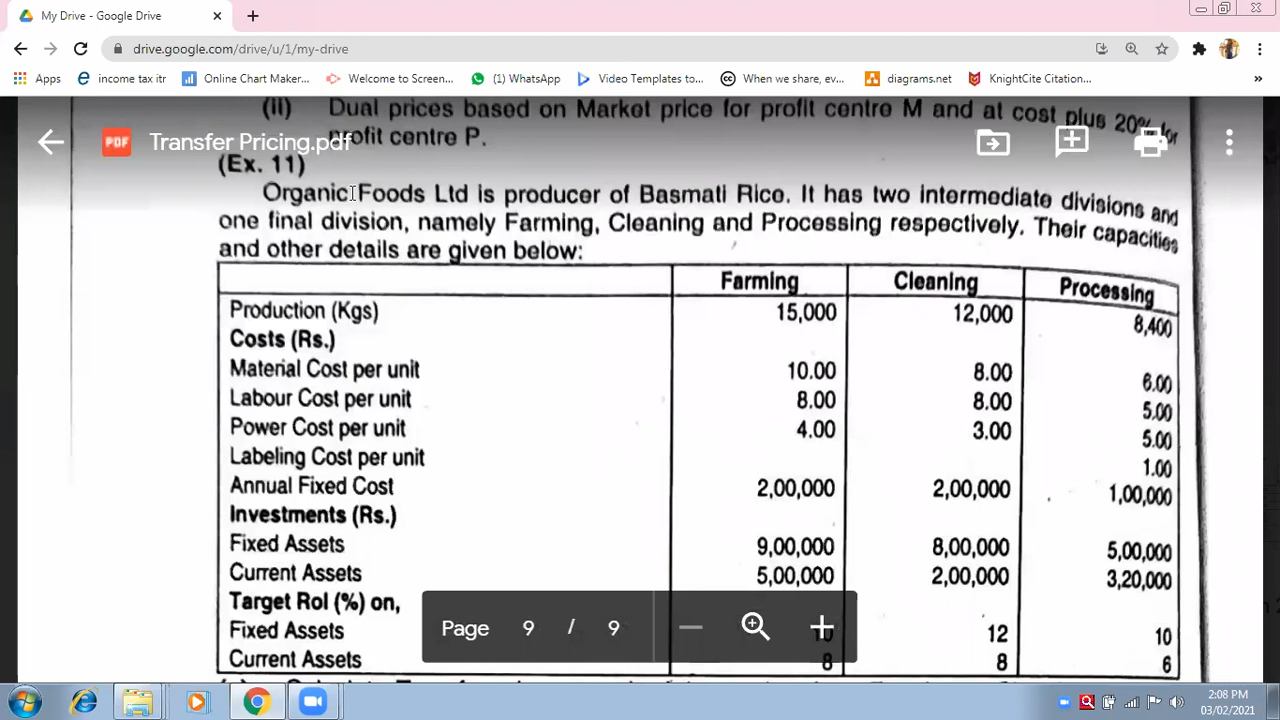 My Drive - Google Drive
drive.google.com/drive/u/1/my-drive
Apps income tax itr Online Chart Maker... Welcome to Screen... (1) WhatsApp Video Templates to... When we share, ev... diagrams.net KnightCite Citation... »
(ii) Dual prices based on Market price for profit centre M and at cost plus 20% for
PDF Transfer Pricing.pdf
profit centre P.
(Ex. 11)
Organic Foods Ltd is producer of Basmati Rice. It has two intermediate divisions and
one final division, namely Farming, Cleaning and Processing respectively. Their capacities
and other details are given below:
Farming Cleaning Processing
Production (Kgs) 15,000 12,000 8,400
Costs (Rs.)
Material Cost per unit 10.00 8.00 6.00
Labour Cost per unit 8.00 8.00 5.00
Power Cost per unit 4.00 3.00 5.00
Labeling Cost per unit 1.00
Annual Fixed Cost 2,00,000 2,00,000 1,00,000
Investments (Rs.)
Fixed Assets 9,00,000 8,00,000 5,00,000
Current Assets 5,00,000 2,00,000 3,20,000
Target RoI (%) on,
Fixed Assets 10 12 10
Current Assets 8 8 6
Page 9 / 9
2:08 PM
03/02/2021